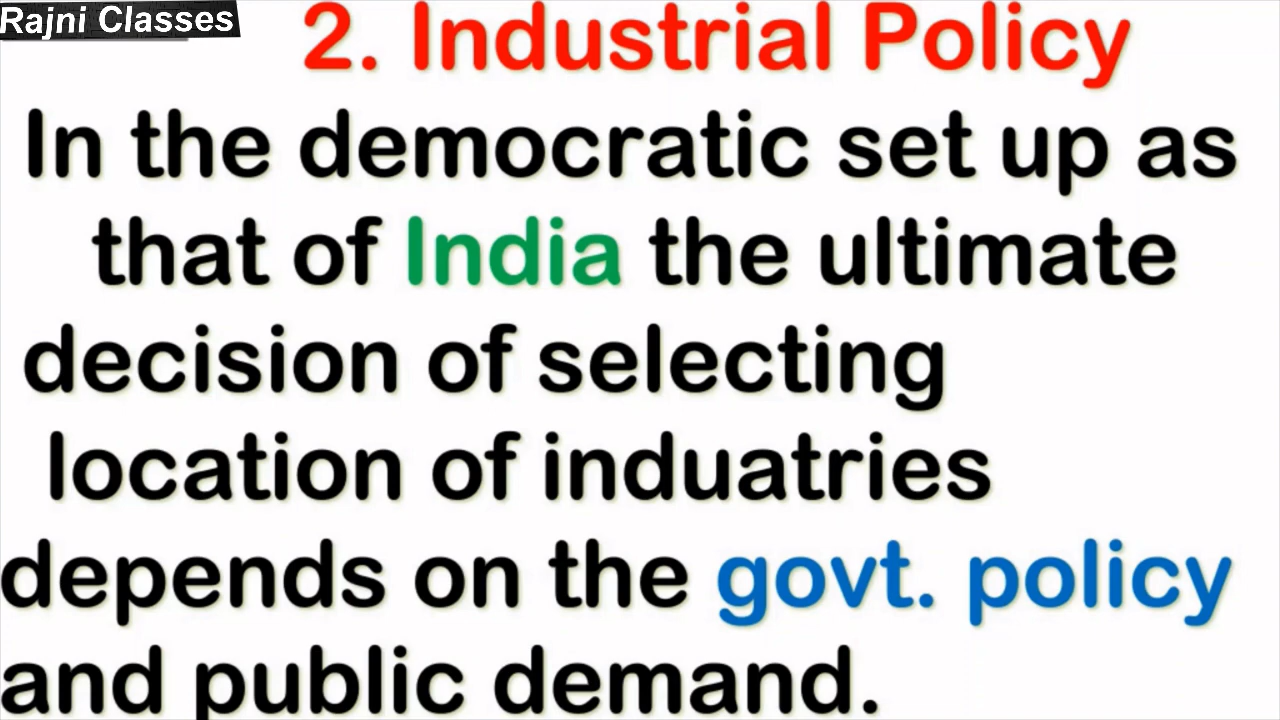 Rajni Classes
2. Industrial Policy
In the democratic set up as
that of India the ultimate
decision of selecting
location of induatries
depends on the govt. policy
and public demand.